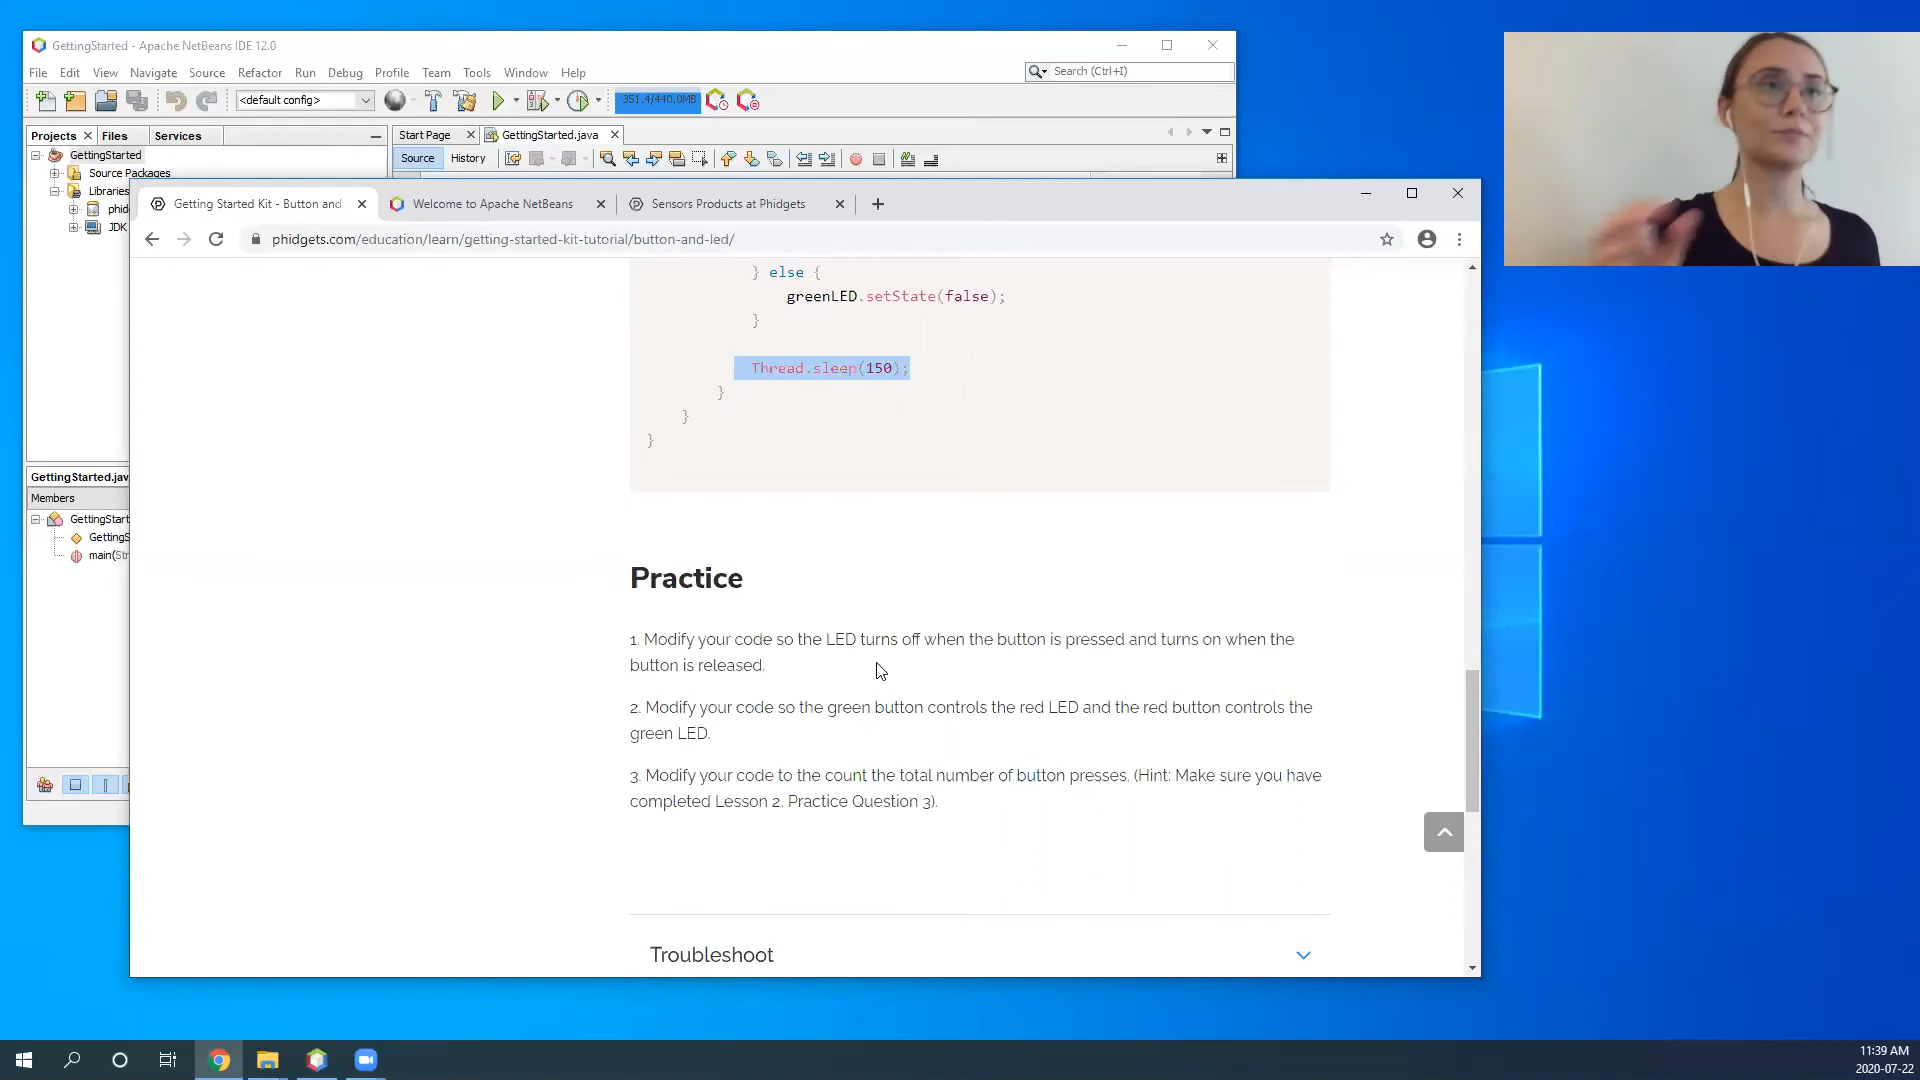 GettingStarted - Apache NetBeans IDE 12.0
File Edit View Navigate Source Refactor Run Debug Profile Team Tools Window Help
Search (Ctrl+I)
<default config>
351.4/440.0MB
Projects Files Services
Start Page GettingStarted.java
GettingStarted
Source History
Source Packages
Libraries
phid
JDK
Getting Started Kit - Button and
Welcome to Apache NetBeans
Sensors Products at Phidgets
phidgets.com/education/learn/getting-started-kit-tutorial/button-and-led/
} else {
greenLED.setState(false);
}
Thread.sleep(150);
}
}
}
GettingStarted.jav
Members
GettingStart
GettingS
main(Str
Practice
1. Modify your code so the LED turns off when the button is pressed and turns on when the
button is released.
2. Modify your code so the green button controls the red LED and the red button controls the
green LED.
3. Modify your code to the count the total number of button presses. (Hint: Make sure you have
completed Lesson 2, Practice Question 3).
Troubleshoot
11:39 AM
2020-07-22